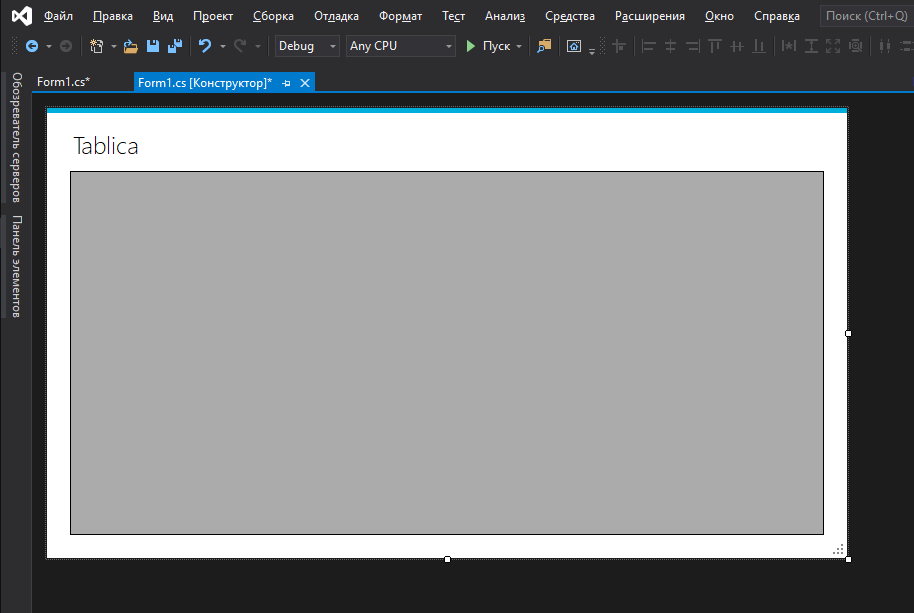 Файл Правка Вид Проект Сборка Отладка Формат Тест Анализ Средства Расширения Окно Справка Поиск (Ctrl+Q)
Debug Any CPU Пуск
Form1.cs* Form1.cs [Конструктор]*
Обозреватель серверов
Панель элементов
Tablica